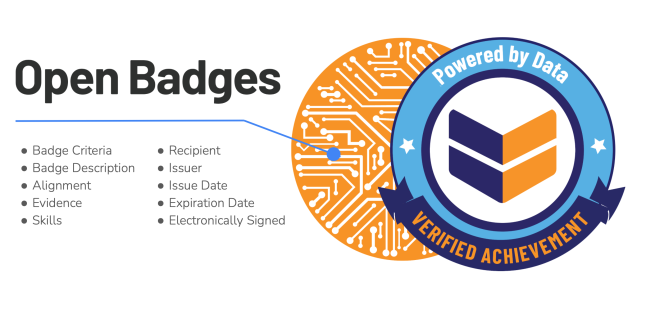 Open Badges
Badge Criteria
Badge Description
Alignment
Evidence
Skills
Recipient
Issuer
Issue Date
Expiration Date
Electronically Signed
Powered by Data
VERIFIED ACHIEVEMENT